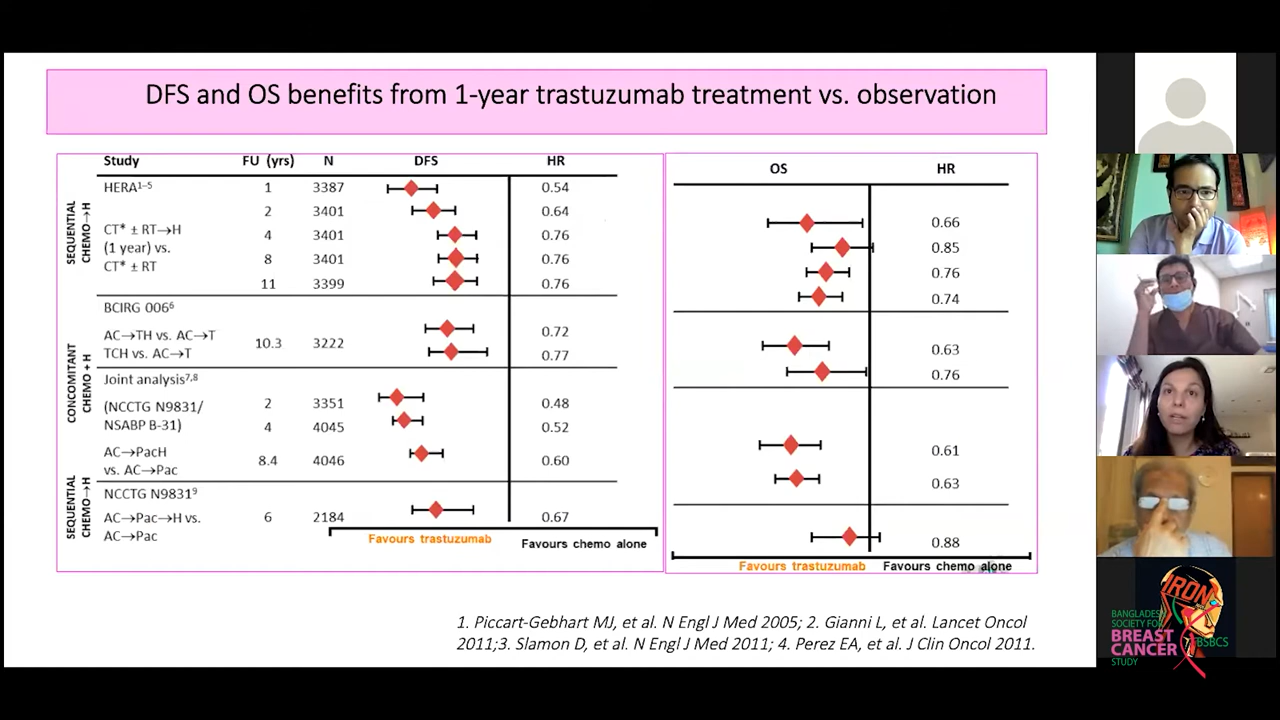 DFS and OS benefits from 1-year trastuzumab treatment vs. observation
Study FU (yrs) N DFS HR
SEQUENTIAL
CHEMO→H
HERA¹⁻⁵ 1 3387 0.54
2 3401 0.64
CT* ± RT→H
(1 year) vs.
CT* ± RT
4 3401 0.76
8 3401 0.76
11 3399 0.76
CONCOMITANT
CHEMO + H
BCIRG 006⁶
AC→TH vs. AC→T 0.72
TCH vs. AC→T 0.77
10.3 3222
Joint analysis⁷,⁸
(NCCTG N9831/
NSABP B-31)
2 3351 0.48
4 4045 0.52
AC→PacH
vs. AC→Pac
8.4 4046 0.60
SEQUENTIAL
CHEMO→H
NCCTG N9831⁹
AC→Pac→H vs.
AC→Pac
6 2184 0.67
Favours trastuzumab Favours chemo alone
OS HR
0.66
0.85
0.76
0.74
0.63
0.76
0.61
0.63
0.88
Favours trastuzumab Favours chemo alone
1. Piccart-Gebhart MJ, et al. N Engl J Med 2005; 2. Gianni L, et al. Lancet Oncol
2011;3. Slamon D, et al. N Engl J Med 2011; 4. Perez EA, et al. J Clin Oncol 2011.
IRON
BANGLADESH
SOCIETY FOR
BREAST
CANCER
STUDY
BSBCS